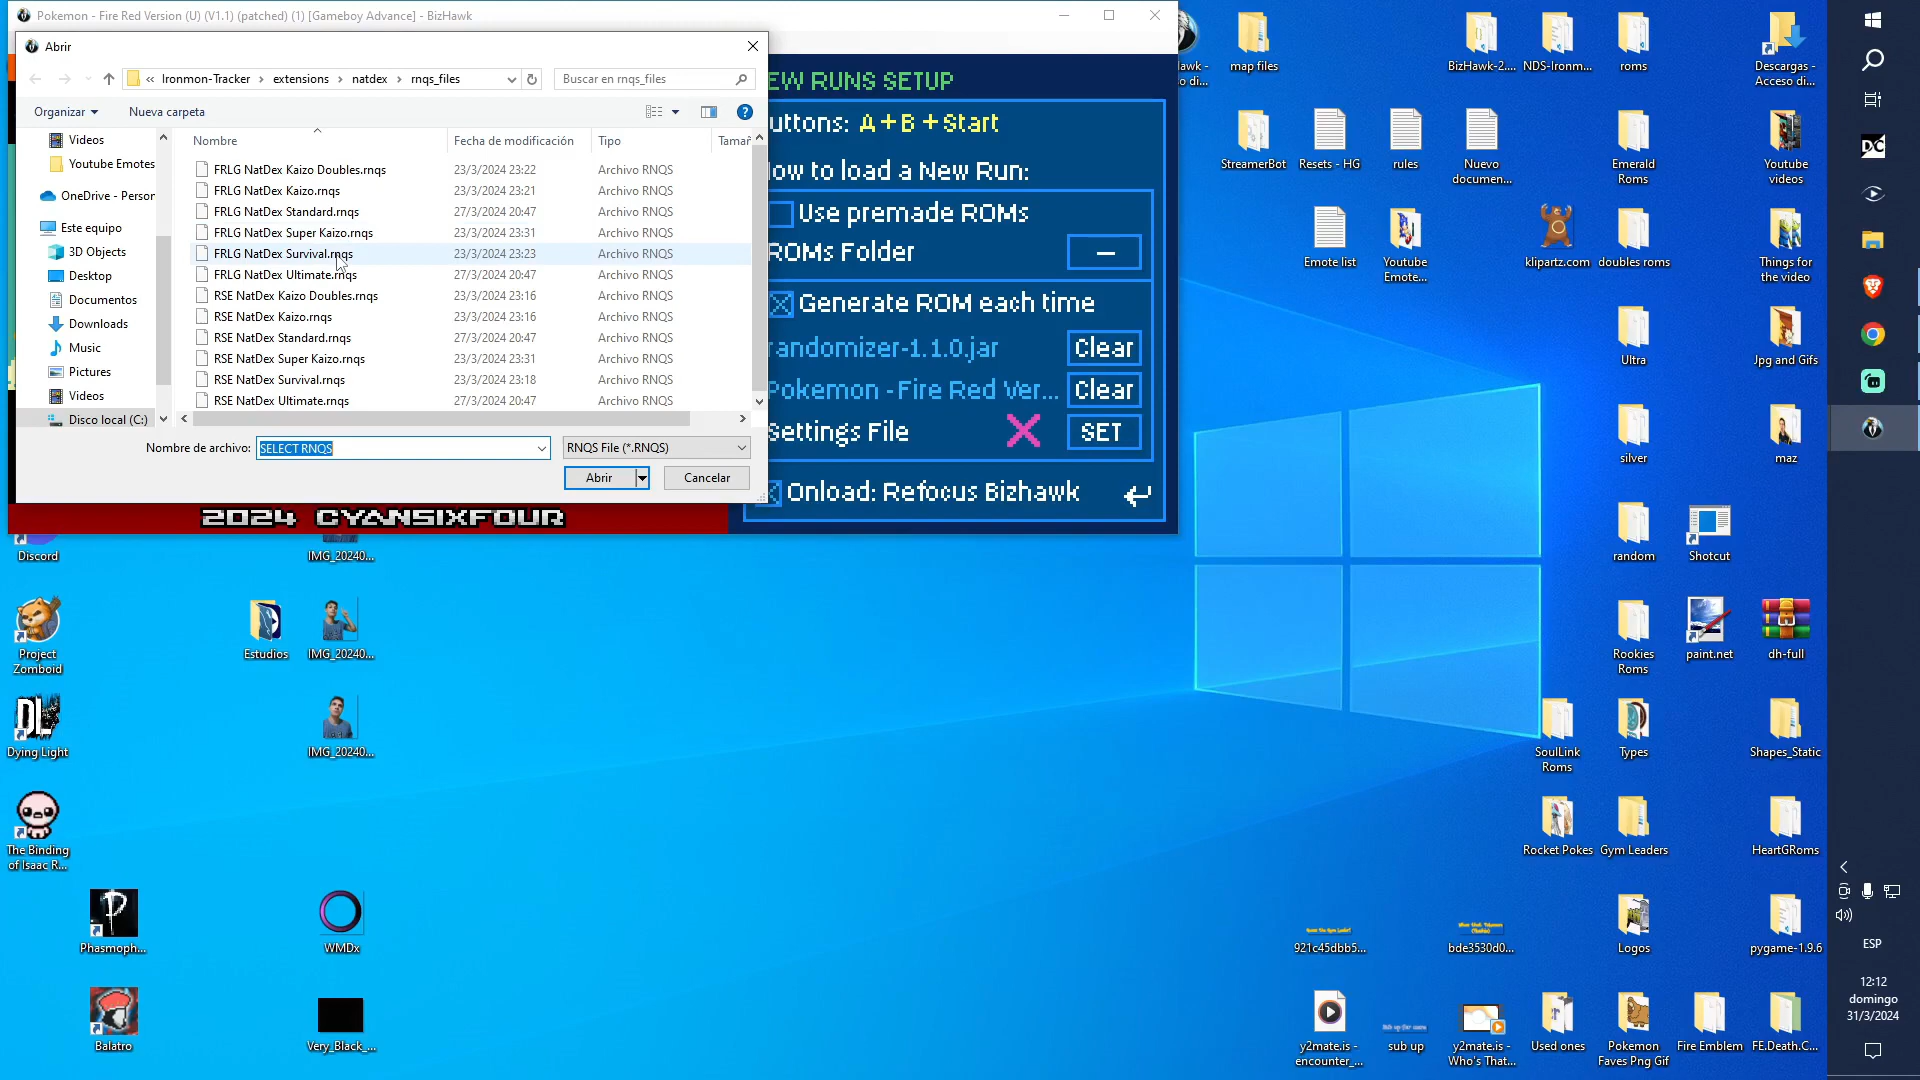 Pokemon - Fire Red Version (U) (V1.1) (patched) (1) [Gameboy Advance] - BizHawk
Abrir
« Ironmon-Tracker > extensions > natdex > rnqs_files
Buscar en rnqs_files
Organizar
Nueva carpeta
Nombre
Fecha de modificación
Tipo
Tamañ
Videos
Youtube Emotes
OneDrive - Person
Este equipo
3D Objects
Desktop
Documentos
Downloads
Music
Pictures
Videos
Disco local (C:)
FRLG NatDex Kaizo Doubles.rnqs 23/3/2024 23:22 Archivo RNQS
FRLG NatDex Kaizo.rnqs 23/3/2024 23:21 Archivo RNQS
FRLG NatDex Standard.rnqs 27/3/2024 20:47 Archivo RNQS
FRLG NatDex Super Kaizo.rnqs 23/3/2024 23:31 Archivo RNQS
FRLG NatDex Survival.rnqs 23/3/2024 23:23 Archivo RNQS
FRLG NatDex Ultimate.rnqs 27/3/2024 20:47 Archivo RNQS
RSE NatDex Kaizo Doubles.rnqs 23/3/2024 23:16 Archivo RNQS
RSE NatDex Kaizo.rnqs 23/3/2024 23:16 Archivo RNQS
RSE NatDex Standard.rnqs 27/3/2024 20:47 Archivo RNQS
RSE NatDex Super Kaizo.rnqs 23/3/2024 23:31 Archivo RNQS
RSE NatDex Survival.rnqs 23/3/2024 23:18 Archivo RNQS
RSE NatDex Ultimate.rnqs 27/3/2024 20:47 Archivo RNQS
Nombre de archivo: SELECT RNQS
RNQS File (*.RNQS)
Abrir
Cancelar
EW RUNS SETUP
uttons: A + B + Start
ow to load a New Run:
Use premade ROMs
ROMs Folder
Generate ROM each time
randomizer-1.1.0.jar Clear
Pokemon - Fire Red Ver... Clear
Settings File SET
Onload: Refocus Bizhawk
2024 CYANSIXFOUR
awk -
o di...
map files
BizHawk-2....
NDS-Ironm...
roms
Descargas -
Acceso di...
StreamerBot
Resets - HG
rules
Nuevo
documen...
Emerald
Roms
Youtube
videos
Emote list
Youtube
Emote...
klipartz.com
doubles roms
Things for
the video
Ultra
Jpg and Gifs
silver
maz
random
Shotcut
Rookies
Roms
paint.net
dh-full
SoulLink
Roms
Types
Shapes_Static
Rocket Pokes
Gym Leaders
HeartGRoms
921c45dbb5...
bde3530d0...
Logos
pygame-1.9.6
y2mate.is -
encounter_...
sub up
y2mate.is -
Who's That...
Used ones
Pokemon
Faves Png Gif
Fire Emblem
FE.Death.C...
Discord
IMG_20240...
Project
Zomboid
Estudios
IMG_20240...
DL
Dying Light
IMG_20240...
The Binding
of Isaac R...
Phasmoph...
WMDx
Balatro
Very_Black_...
DC
ESP
12:12
domingo
31/3/2024